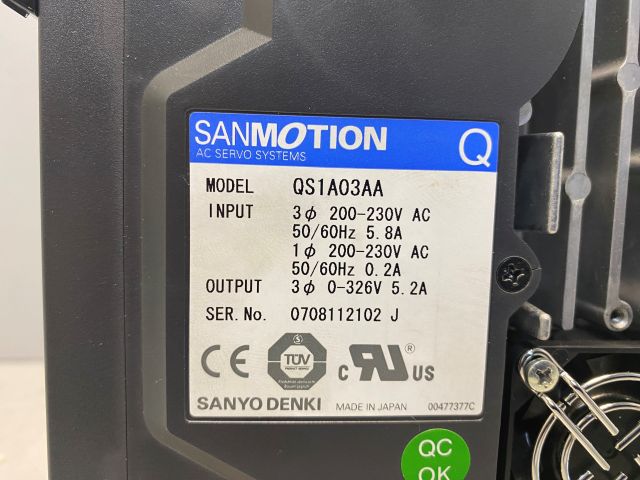 SANMOTION
AC SERVO SYSTEMS
Q
MODEL QS1A03AA
INPUT 3φ 200-230V AC
50/60Hz 5.8A
1φ 200-230V AC
50/60Hz 0.2A
OUTPUT 3φ 0-326V 5.2A
SER. No. 0708112102 J
CE
TÜV
c RU US
SANYO DENKI MADE IN JAPAN 00477377C
QC
OK